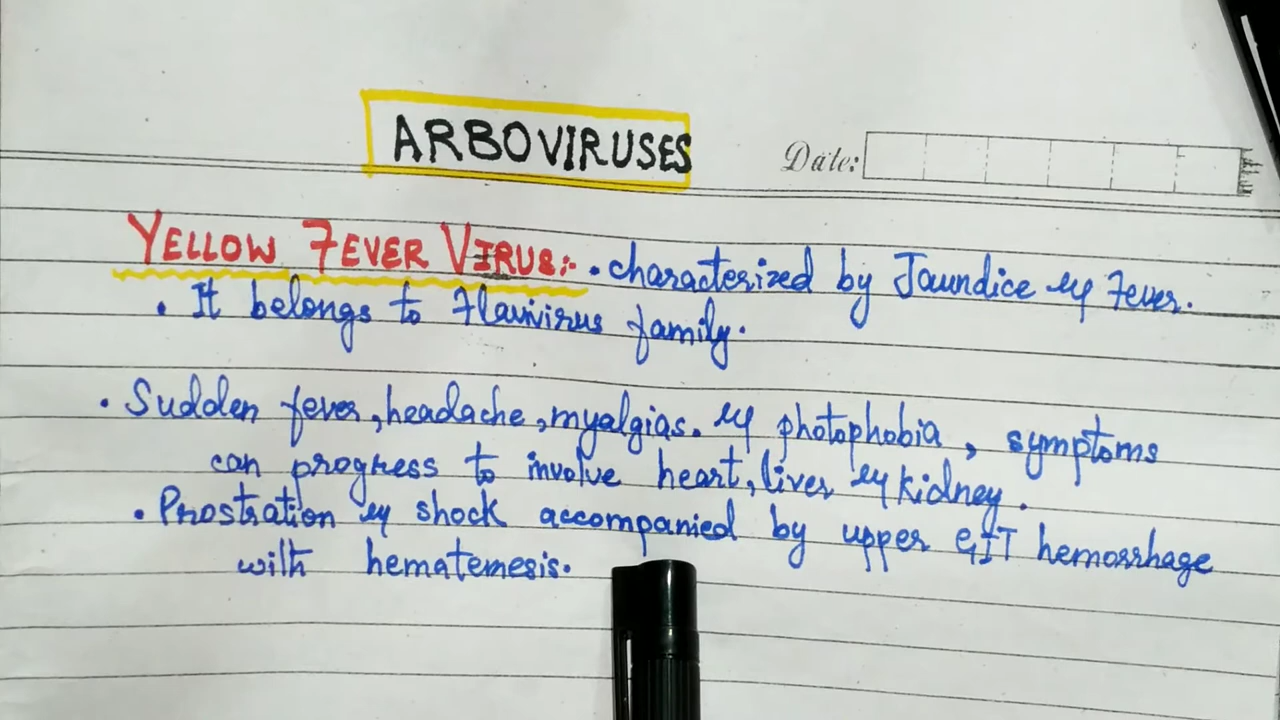 ARBOVIRUSES
Date:
YELLOW FEVER VIRUS:- • characterized by Jaundice & Fever.
• It belongs to Flavivirus family.
• Sudden fever, headache, myalgias. & photophobia, symptoms
can progress to involve heart, liver & kidney.
• Prostration & shock accompanied by upper GIT hemorrhage
with hematemesis.